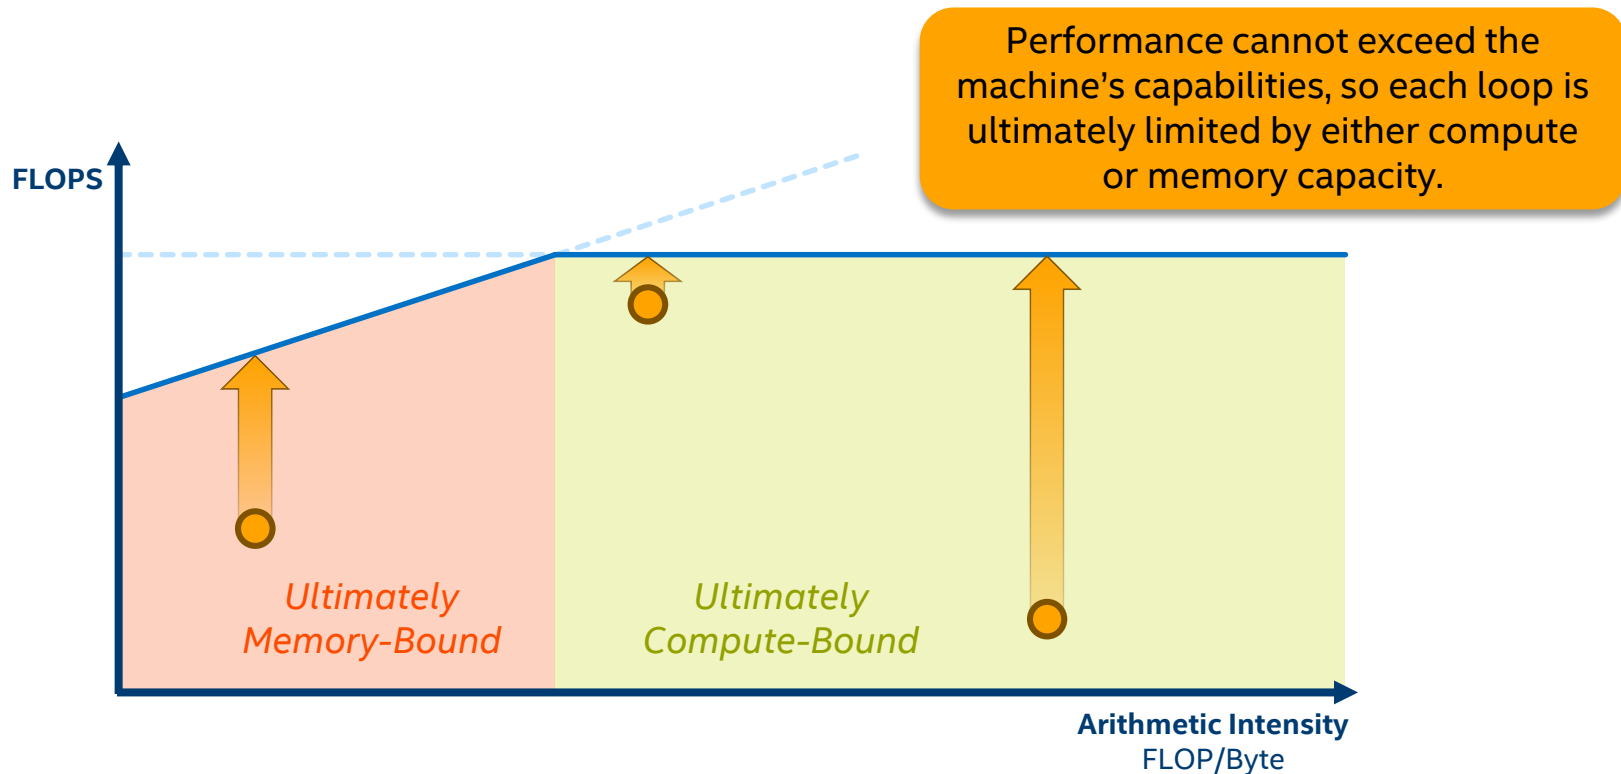 Performance cannot exceed the
machine’s capabilities, so each loop is
ultimately limited by either compute
or memory capacity.
FLOPS
Ultimately
Memory-Bound
Ultimately
Compute-Bound
Arithmetic Intensity
FLOP/Byte